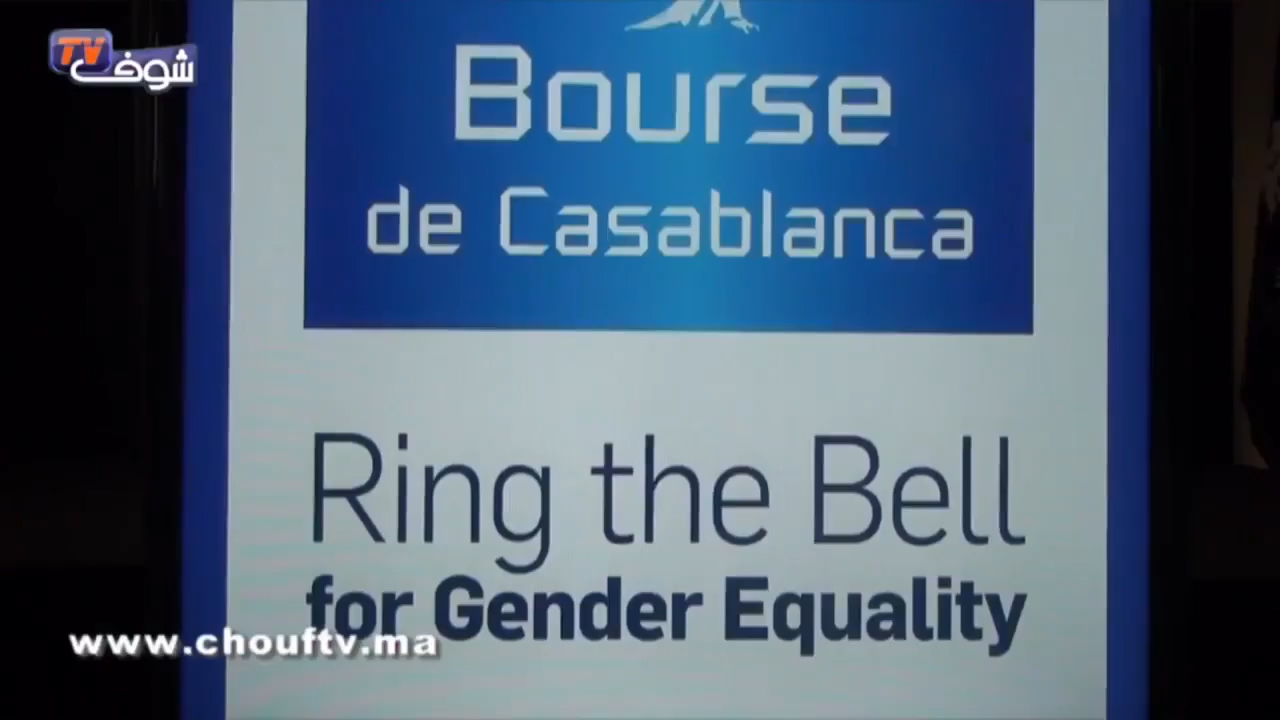 TV شوف
Bourse
de Casablanca
Ring the Bell
for Gender Equality
www.chouftv.ma